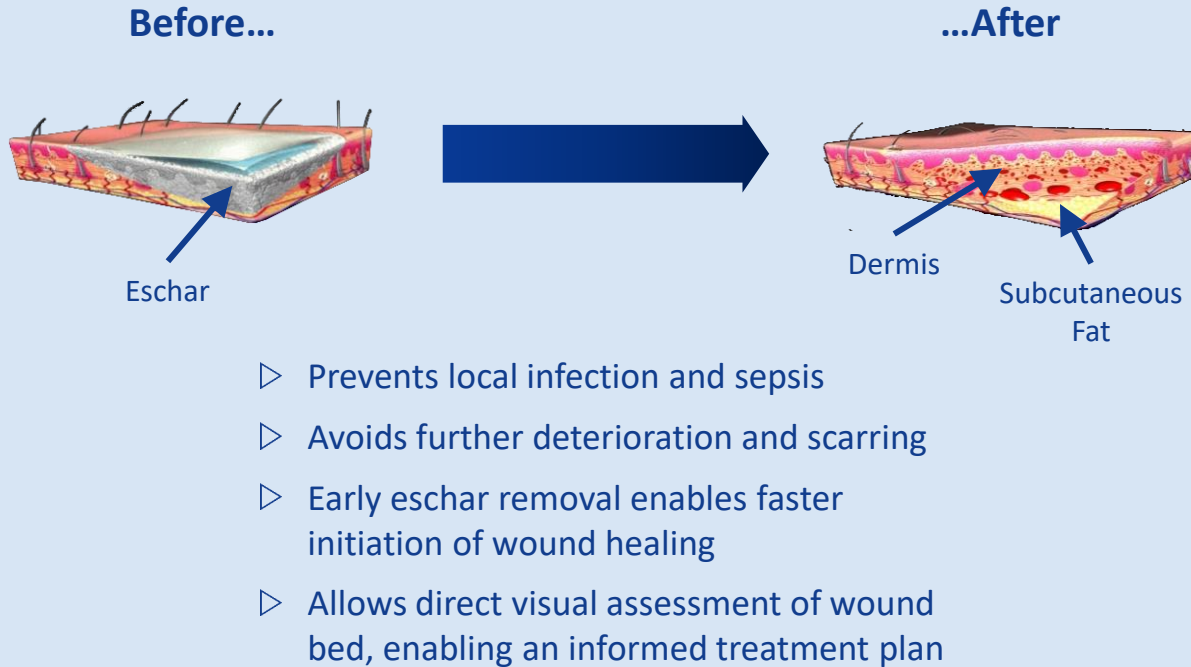 Before…
…After
Eschar
Dermis
Subcutaneous
Fat
▷ Prevents local infection and sepsis
▷ Avoids further deterioration and scarring
▷ Early eschar removal enables faster
initiation of wound healing
▷ Allows direct visual assessment of wound
bed, enabling an informed treatment plan